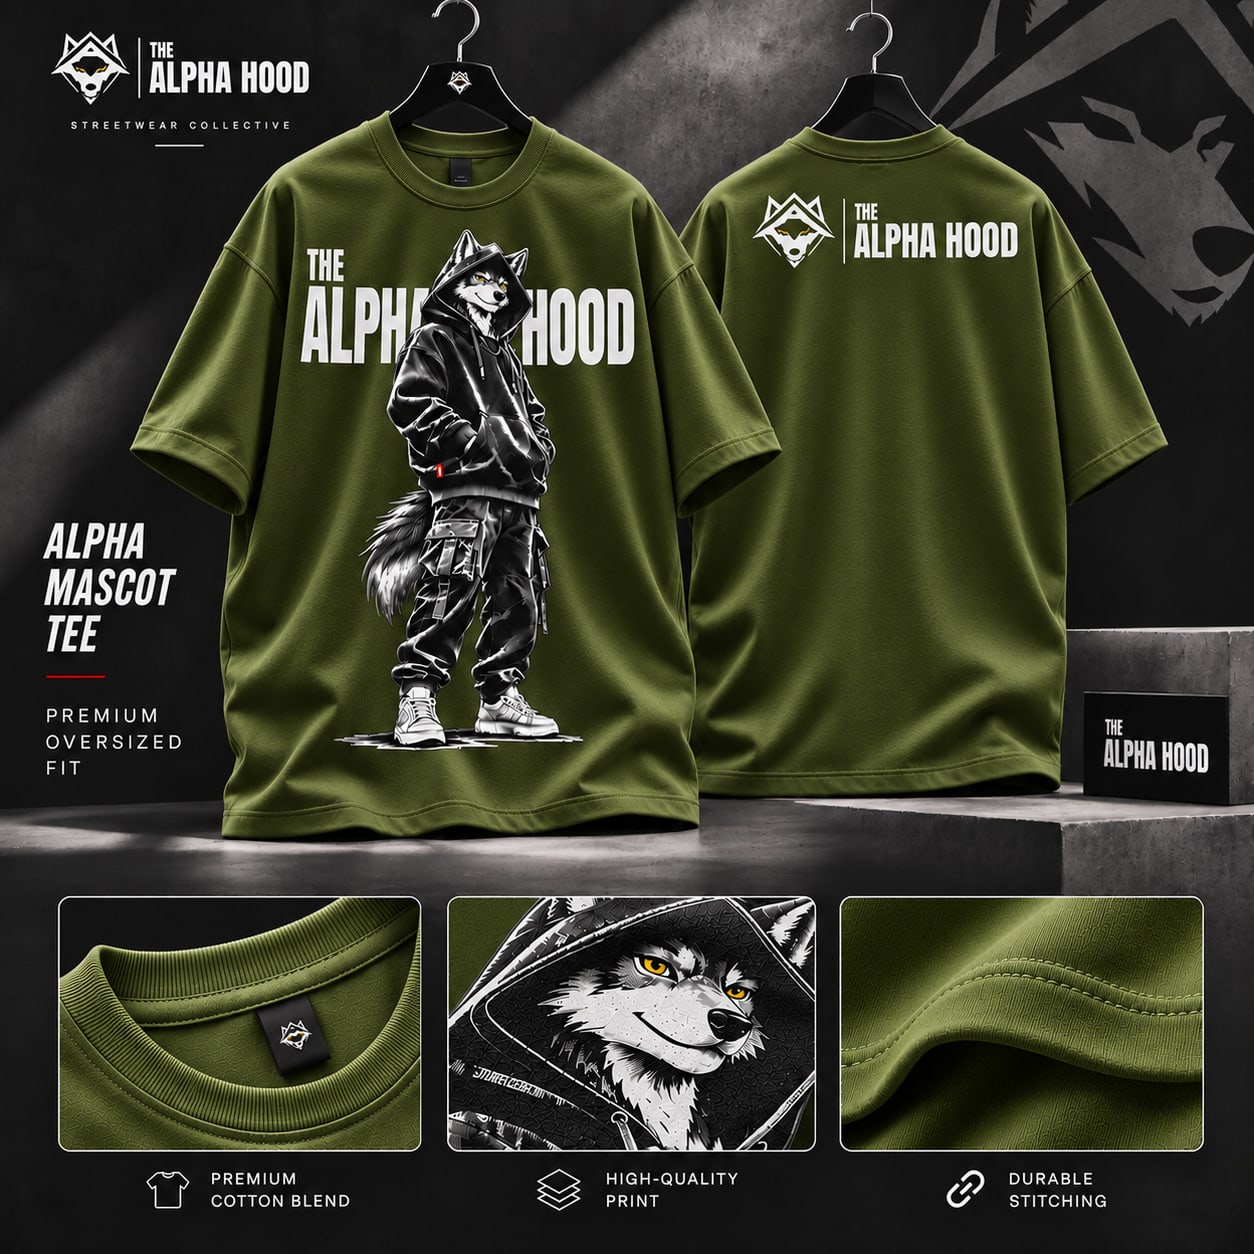 THE
ALPHA HOOD
STREETWEAR COLLECTIVE
THE
ALPHA HOOD
THE
ALPHA HOOD
ALPHA
MASCOT
TEE
PREMIUM
OVERSIZED
FIT
THE
ALPHA HOOD
PREMIUM
COTTON BLEND
HIGH-QUALITY
PRINT
DURABLE
STITCHING